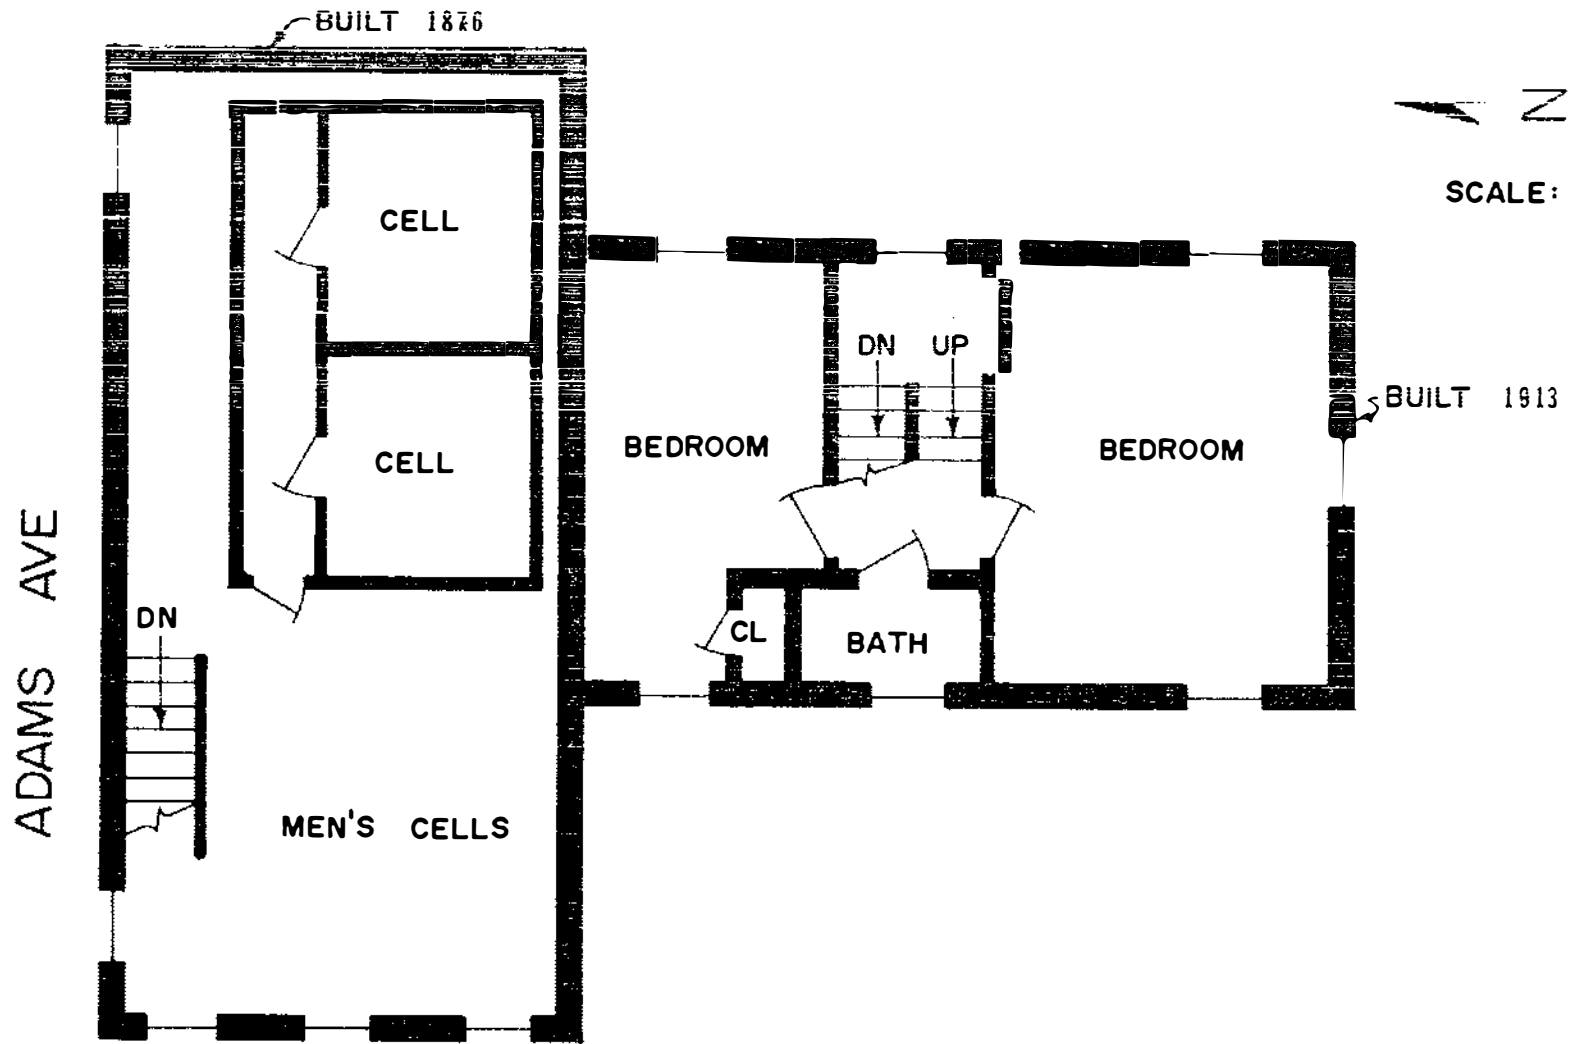 BUILT 1876
N
SCALE:
CELL
DN UP
BUILT 1913
BEDROOM
BEDROOM
CELL
ADAMS AVE
DN
CL
BATH
MEN'S CELLS